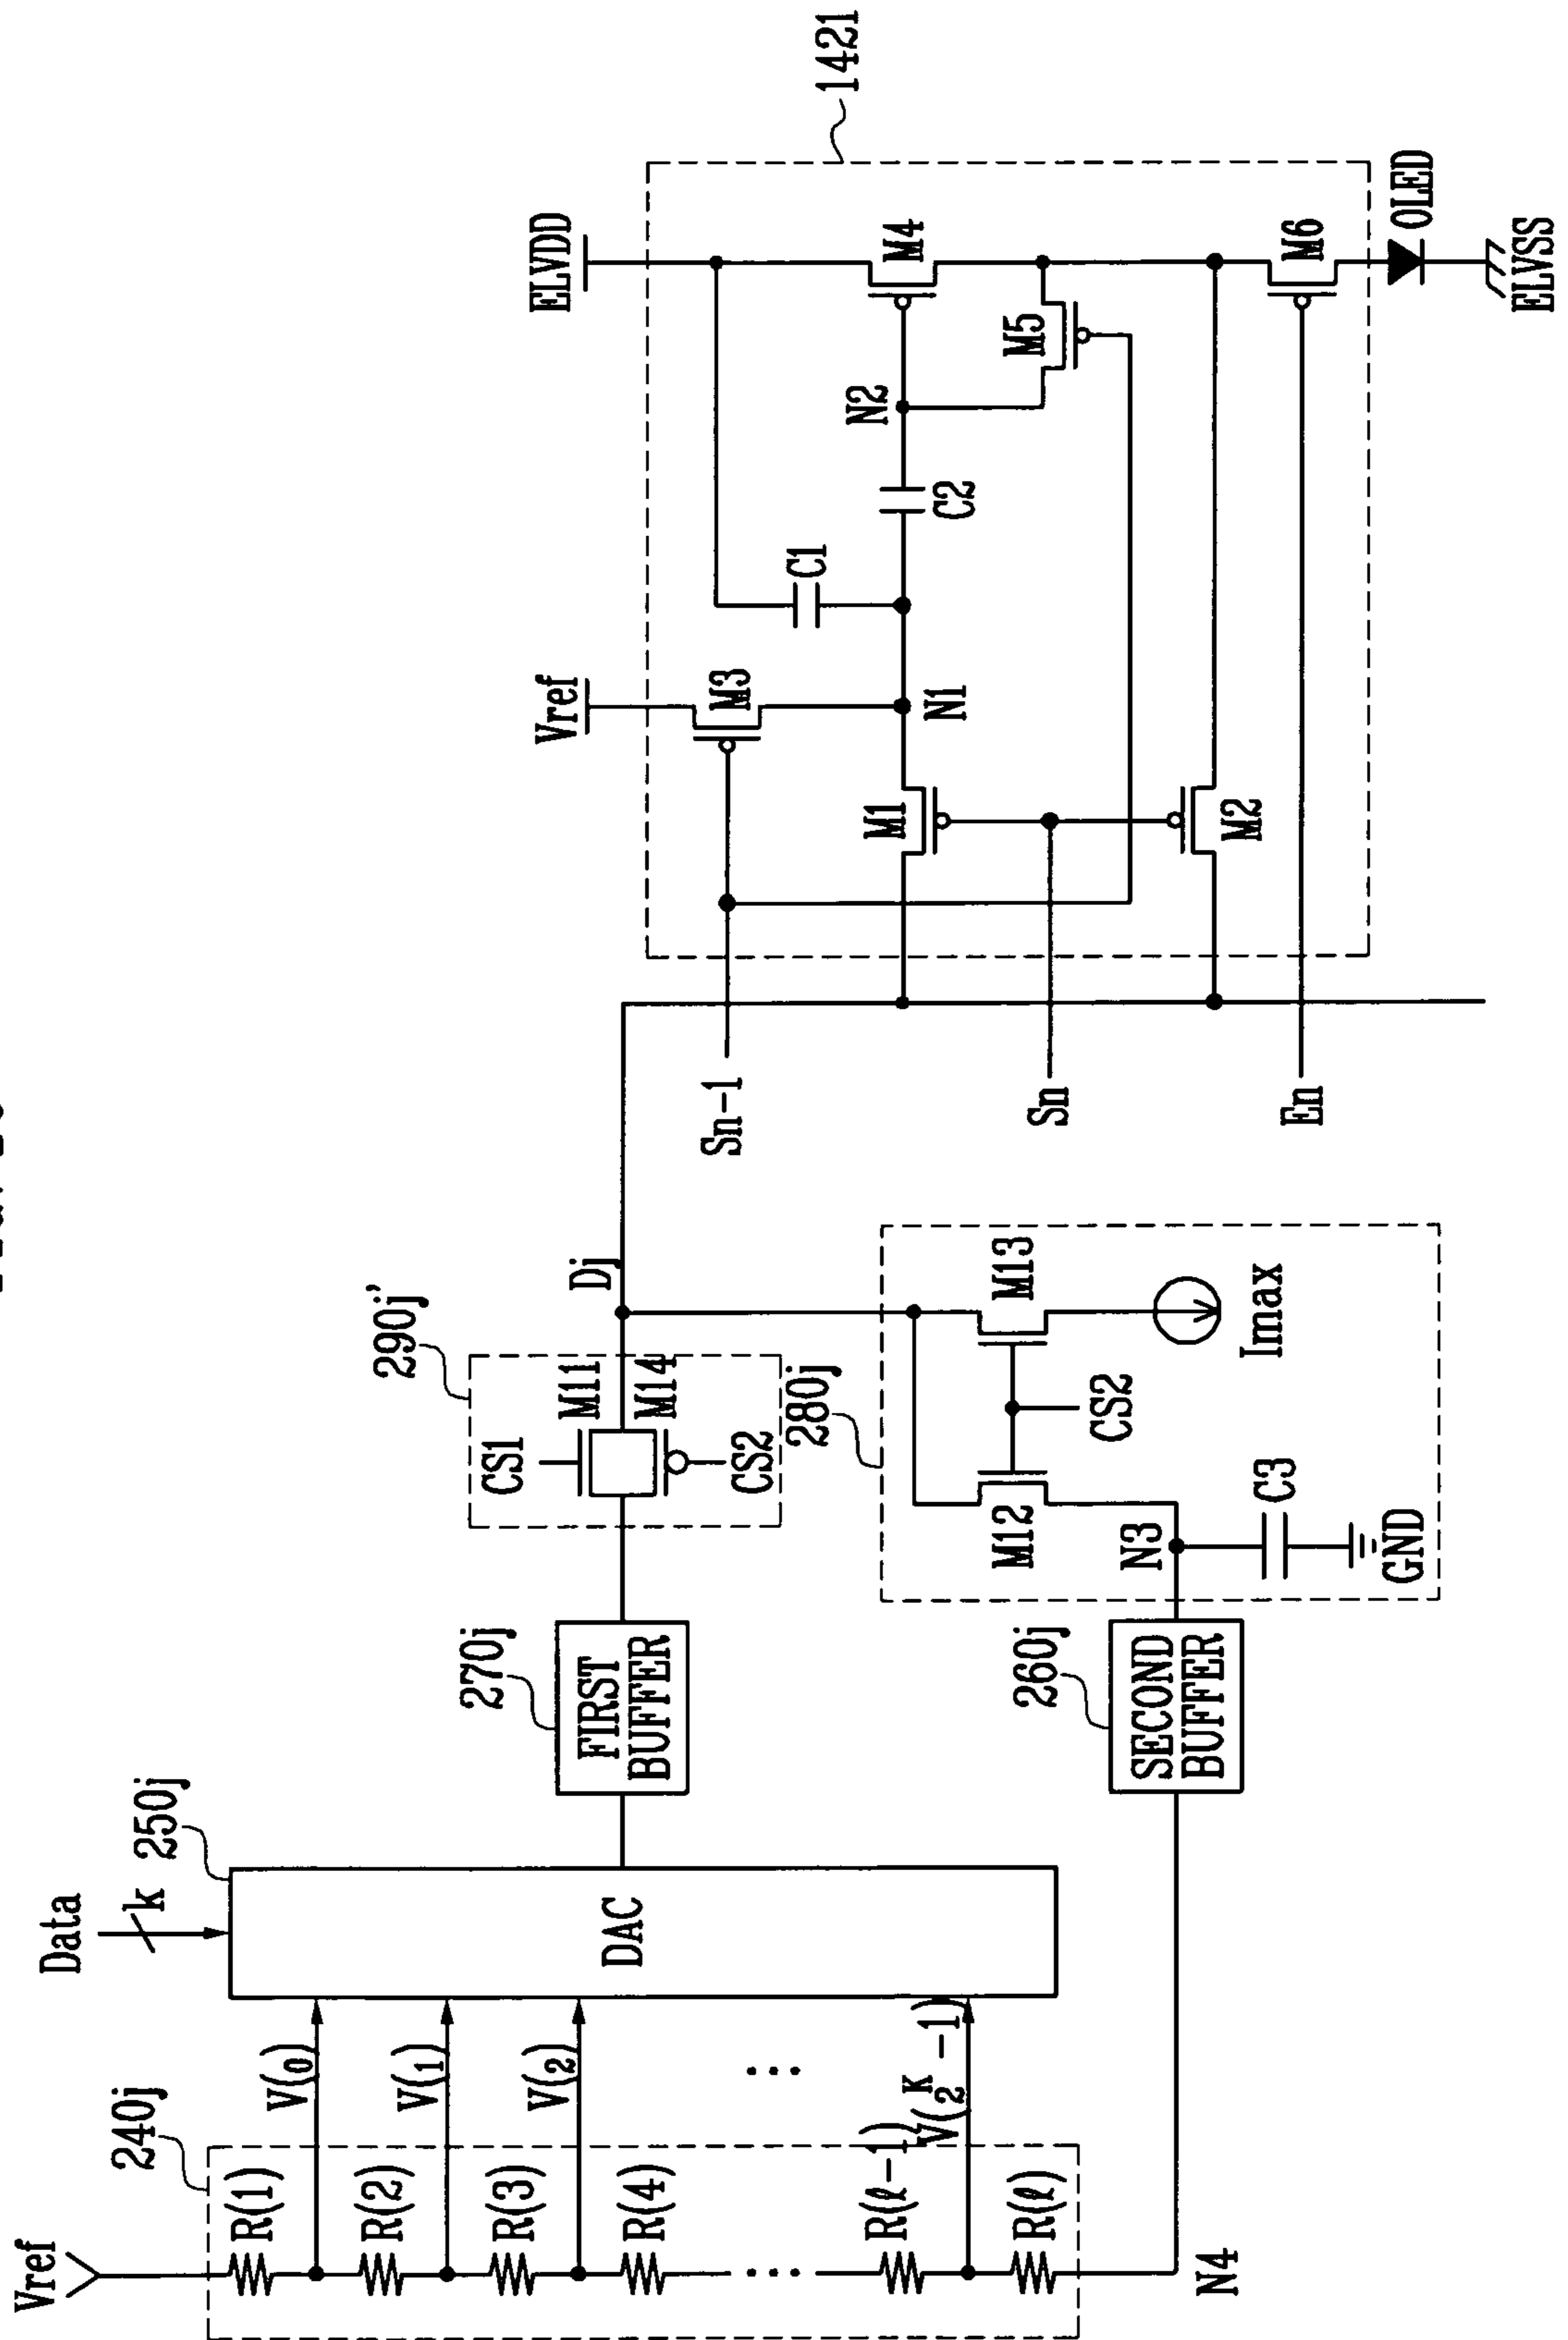 Vref
240j
R(1)
R(2)
R(3)
R(4)
...
R(ℓ-1)
R(ℓ)
N4
V(0)
V(1)
V(2)
...
V(2^K -1)
Data
k
250j
DAC
270j
FIRST
BUFFER
260j
SECOND
BUFFER
290j'
CS1
M11
M14
CS2
Dj
280j
M12
M13
CS2
N3
C3
GND
Imax
Sn-1
Sn
En
1421
Vref
ELVDD
M3
C1
N1
M1
M2
C2
N2
M4
M5
M6
OLED
ELVSS